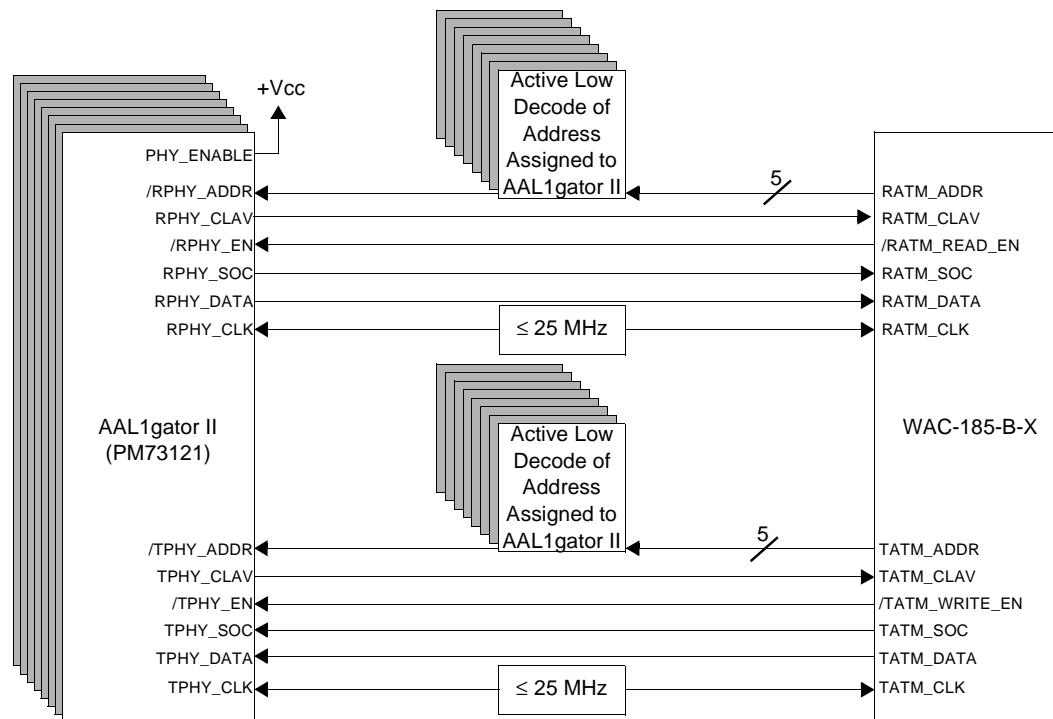 +Vcc
Active Low
Decode of
Address
Assigned to
AAL1gator II
PHY_ENABLE
/RPHY_ADDR
5
RATM_ADDR
RPHY_CLAV
RATM_CLAV
/RPHY_EN
/RATM_READ_EN
RPHY_SOC
RATM_SOC
RPHY_DATA
RATM_DATA
RPHY_CLK
≤ 25 MHz
RATM_CLK
AAL1gator II
(PM73121)
WAC-185-B-X
Active Low
Decode of
Address
Assigned to
AAL1gator II
/TPHY_ADDR
5
TATM_ADDR
TPHY_CLAV
TATM_CLAV
/TPHY_EN
/TATM_WRITE_EN
TPHY_SOC
TATM_SOC
TPHY_DATA
TATM_DATA
TPHY_CLK
≤ 25 MHz
TATM_CLK